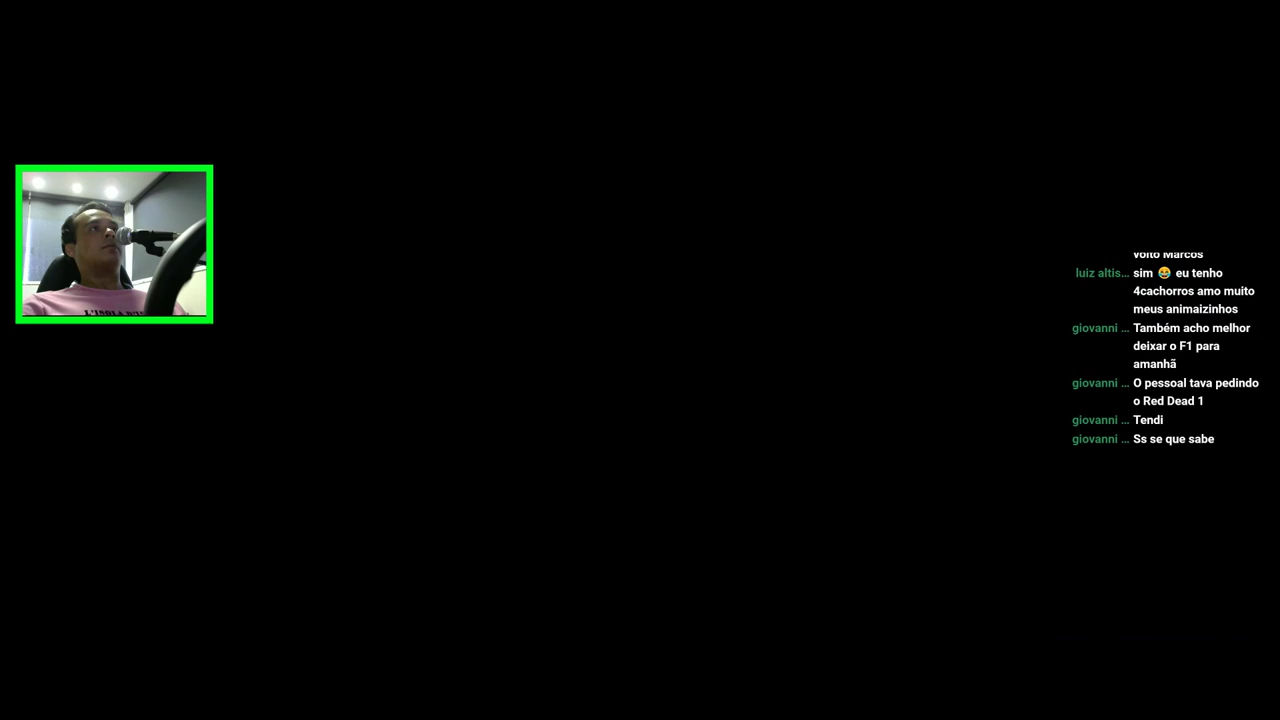 volto Marcos
luiz altis… sim 😂 eu tenho
4cachorros amo muito
meus animaizinhos
giovanni … Também acho melhor
deixar o F1 para
amanhã
giovanni … O pessoal tava pedindo
o Red Dead 1
giovanni … Tendi
giovanni … Ss se que sabe
L'ISOLA